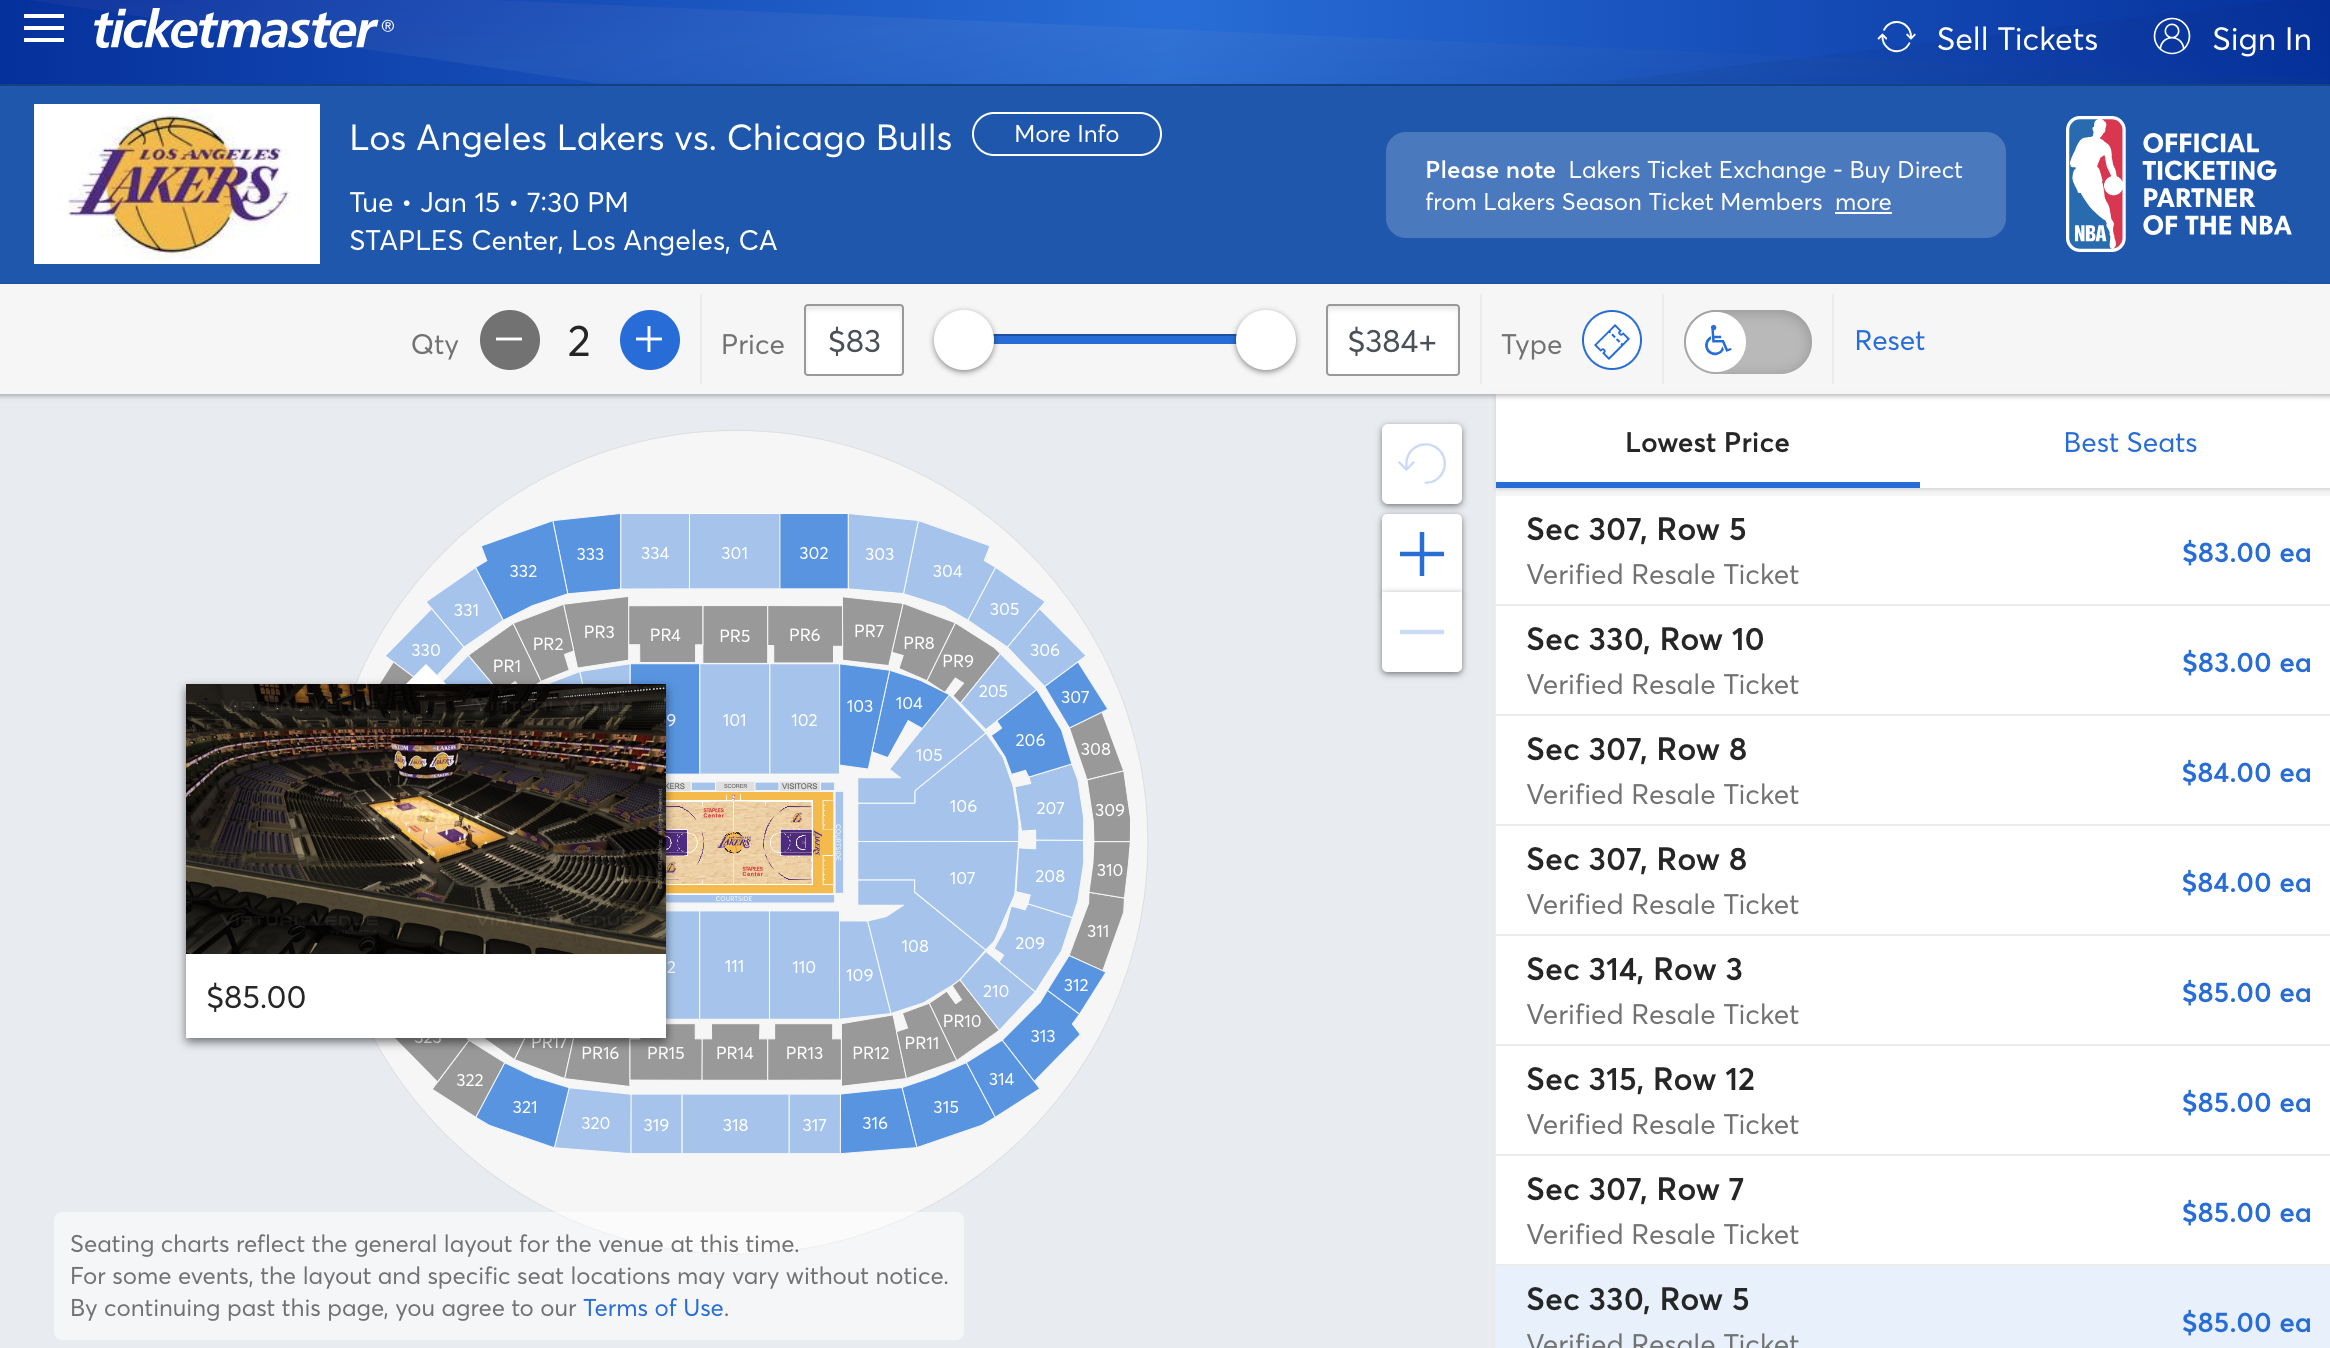 ticketmaster®
Sell Tickets
Sign In
LOS ANGELES
LAKERS
Los Angeles Lakers vs. Chicago Bulls
More Info
Tue • Jan 15 • 7:30 PM
STAPLES Center, Los Angeles, CA
Please note Lakers Ticket Exchange - Buy Direct
from Lakers Season Ticket Members more
NBA
OFFICIAL
TICKETING
PARTNER
OF THE NBA
Qty
2
Price
$83
$384+
Type
Reset
Lowest Price
Best Seats
Sec 307, Row 5
Verified Resale Ticket
$83.00 ea
Sec 330, Row 10
Verified Resale Ticket
$83.00 ea
Sec 307, Row 8
Verified Resale Ticket
$84.00 ea
Sec 307, Row 8
Verified Resale Ticket
$84.00 ea
Sec 314, Row 3
Verified Resale Ticket
$85.00 ea
Sec 315, Row 12
Verified Resale Ticket
$85.00 ea
Sec 307, Row 7
Verified Resale Ticket
$85.00 ea
Sec 330, Row 5
Verified Resale Ticket
$85.00 ea
332
333
334
301
302
303
304
331
305
330
306
PR1
PR2
PR3
PR4
PR5
PR6
PR7
PR8
PR9
205
307
9
101
102
103
104
206
308
105
106
207
309
KERS
SCORER
VISITORS
STAPLES
Center
LAKERS
STAPLES
Center
COURTSIDE
COURTSIDE
107
208
310
108
209
311
2
111
110
109
210
312
313
PR17
PR16
PR15
PR14
PR13
PR12
PR11
PR10
323
322
321
320
319
318
317
316
315
314
$85.00
Seating charts reflect the general layout for the venue at this time.
For some events, the layout and specific seat locations may vary without notice.
By continuing past this page, you agree to our Terms of Use.